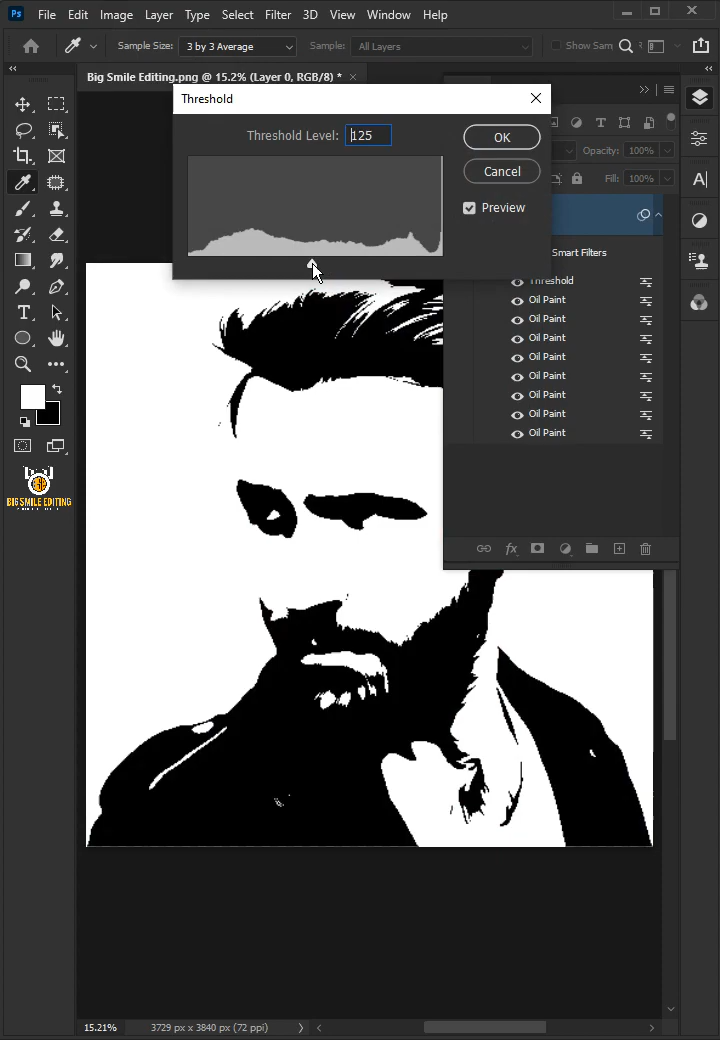 Ps File Edit Image Layer Type Select Filter 3D View Window Help
Sample Size: 3 by 3 Average Sample: All Layers Show Sam
Big Smile Editing.png @ 15.2% (Layer 0, RGB/8) *
Threshold
Threshold Level: 125
OK
Cancel
Preview
Opacity: 100%
Fill: 100%
Smart Filters
Threshold
Oil Paint
Oil Paint
Oil Paint
Oil Paint
Oil Paint
Oil Paint
Oil Paint
Oil Paint
BIG SMILE EDITING
15.21% 3729 px x 3840 px (72 ppi)